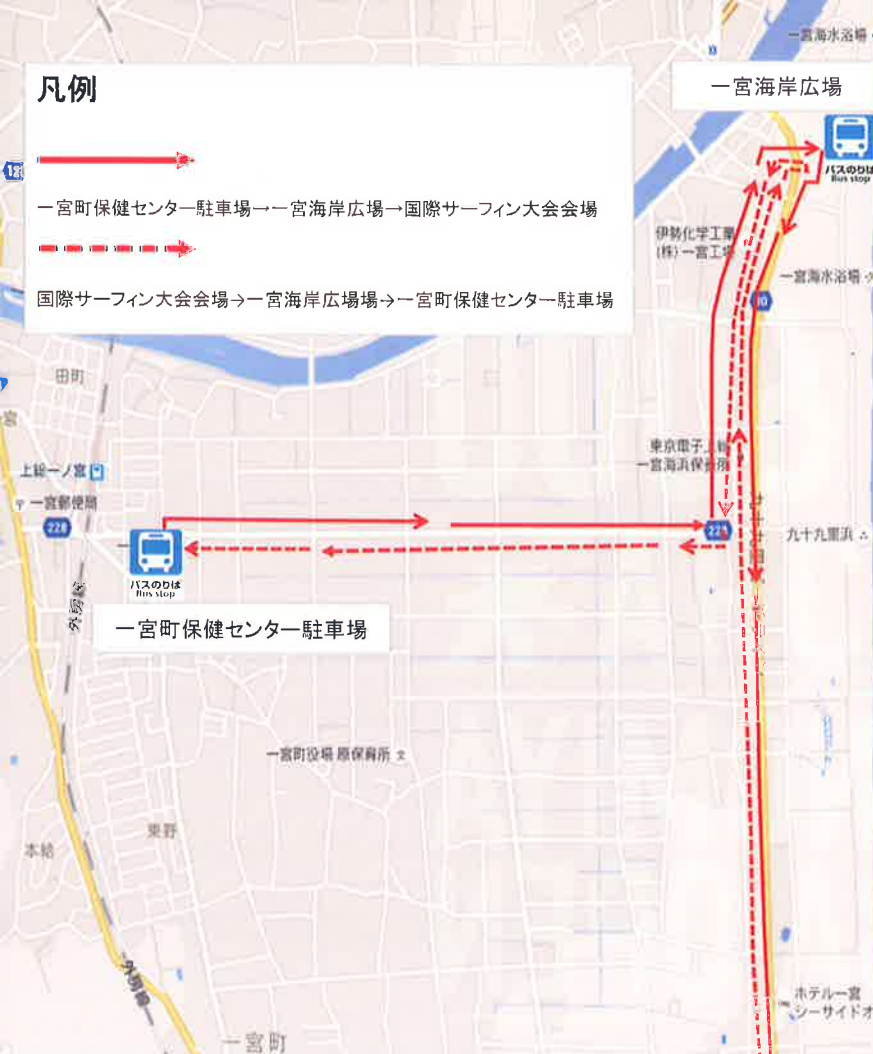 一宮海水浴場
凡例
一宮海岸広場
バスのりば
Bus stop
一宮町保健センター駐車場→一宮海岸広場→国際サーフィン大会会場
伊勢化学工業
(株)一宮工場
一宮海水浴場
国際サーフィン大会会場→一宮海岸広場場→一宮町保健センター駐車場
30
田町
上総一ノ宮
一宮海浜保育所
〒一宮郵便局
228
九十九里浜
バスのりば
Bus stop
外房線
一宮町保健センター駐車場
一宮町役場 原保育所 文
東野
本給
外房線
ホテル一宮
シーサイドオ
一宮町